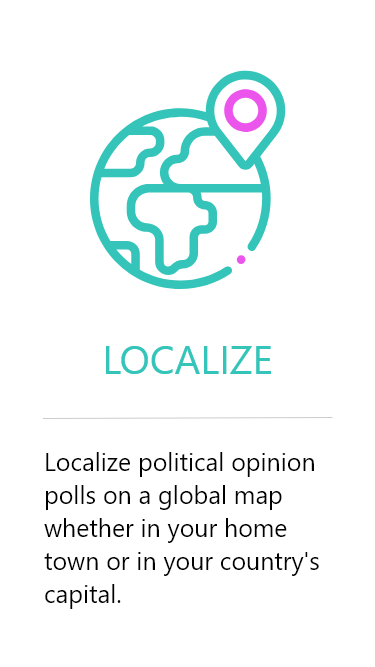 LOCALIZE
Localize political opinion
polls on a global map
whether in your home
town or in your country's
capital.